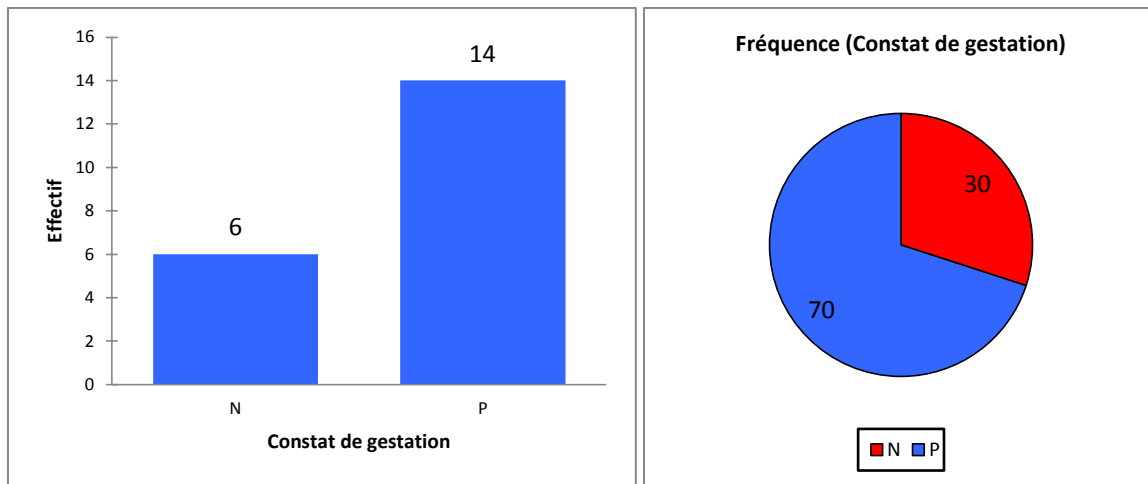 16
14
12
10
8
6
4
2
0
Effectif
6
14
N
P
Constat de gestation
Fréquence (Constat de gestation)
30
70
N P